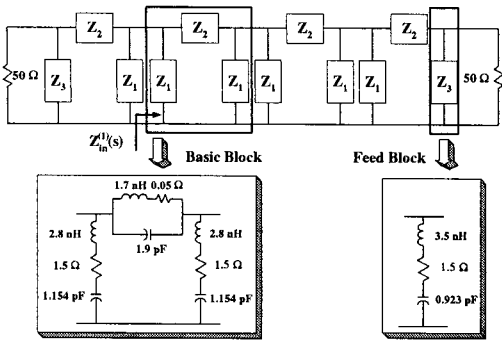 Z2 Z2 Z2 Z2
50 Ω Z3 Z1 Z1 Z1 Z1 Z1 Z1 Z3 50 Ω
Z(1)in(s)
Basic Block Feed Block
1.7 nH 0.05 Ω
2.8 nH 2.8 nH 3.5 nH
1.9 pF
1.5 Ω 1.5 Ω 1.5 Ω
1.154 pF 1.154 pF 0.923 pF